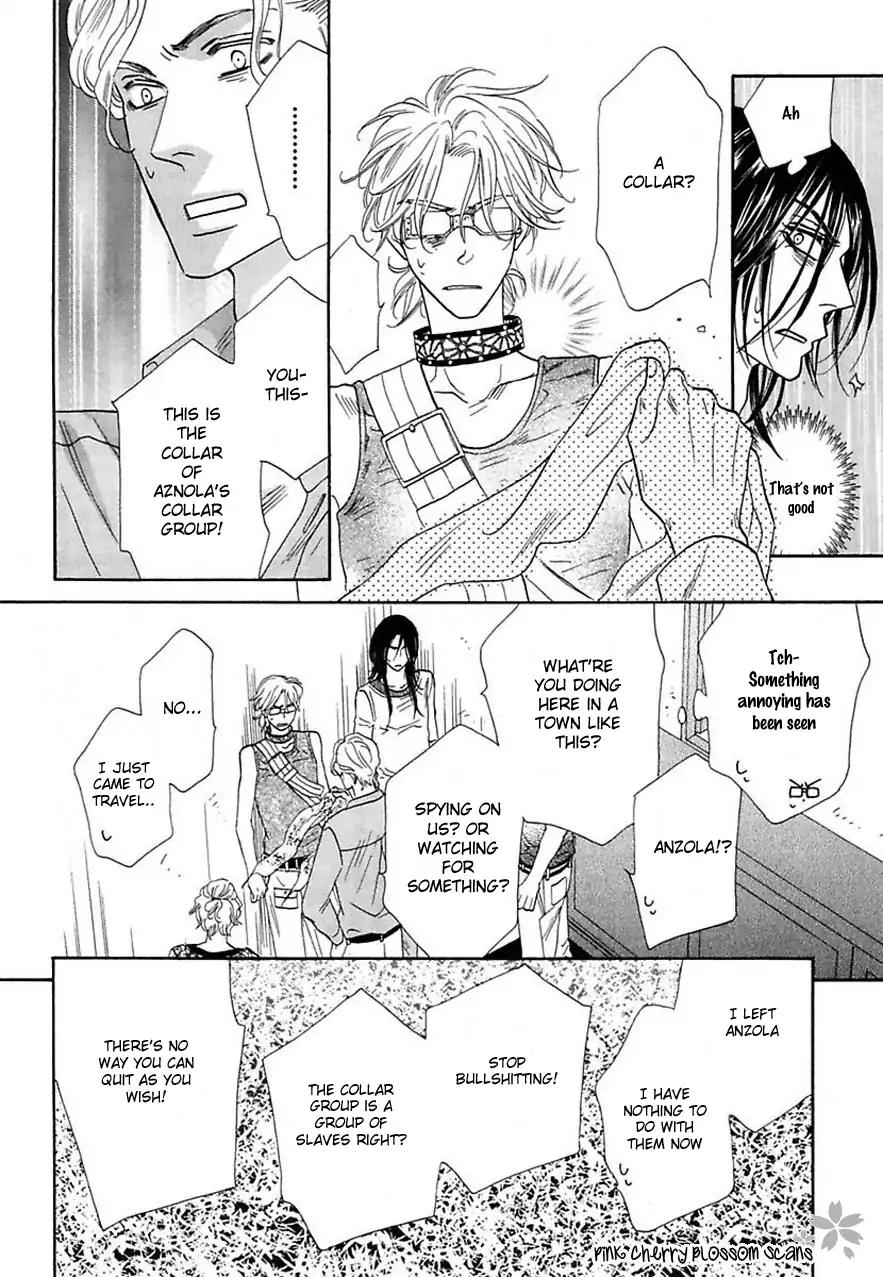 Ah
That's not
good
A
COLLAR?
..........
YOU-
THIS-
THIS IS
THE
COLLAR
OF
AZNOLA'S
COLLAR
GROUP!
Tch-
Something
annoying has
been seen
ANZOLA!?
WHAT'RE
YOU DOING
HERE IN A
TOWN LIKE
THIS?
SPYING ON
US? OR
WATCHING
FOR
SOMETHING?
NO...
I JUST
CAME TO
TRAVEL..
I LEFT
ANZOLA
I HAVE
NOTHING TO
DO WITH
THEM NOW
STOP
BULLSHITTING!
THE COLLAR
GROUP IS A
GROUP OF
SLAVES RIGHT?
THERE'S NO
WAY YOU CAN
QUIT AS YOU
WISH!
Pink Cherry Blossom Scans